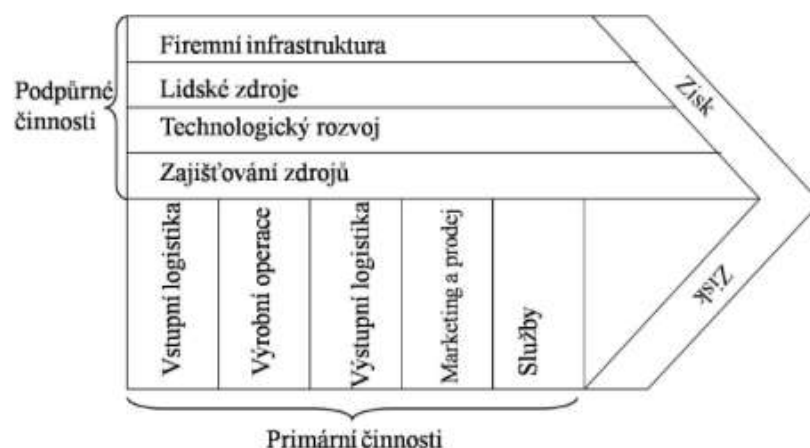 Firemní infrastruktura
Podpůrné
činnosti
Lidské zdroje
Technologický rozvoj
Zajišťování zdrojů
Zisk
Vstupní logistika
Výrobní operace
Výstupní logistika
Marketing a prodej
Služby
Zisk
Primární činnosti